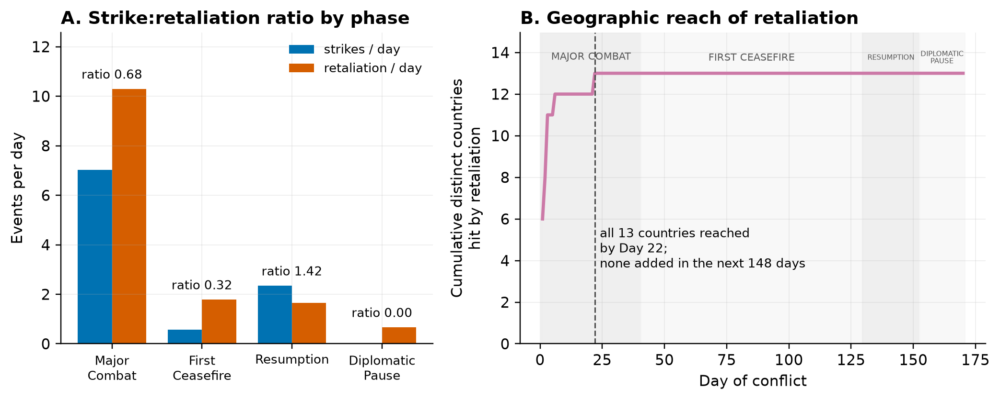 A. Strike:retaliation ratio by phase
Events per day
12
10
8
6
4
2
0
strikes / day
retaliation / day
ratio 0.68
ratio 0.32
ratio 1.42
ratio 0.00
Major
Combat
First
Ceasefire
Resumption
Diplomatic
Pause
B. Geographic reach of retaliation
Cumulative distinct countries
hit by retaliation
14
12
10
8
6
4
2
0
MAJOR COMBAT
FIRST CEASEFIRE
RESUMPTION
DIPLOMATIC
PAUSE
all 13 countries reached
by Day 22;
none added in the next 148 days
0
25
50
75
100
125
150
175
Day of conflict